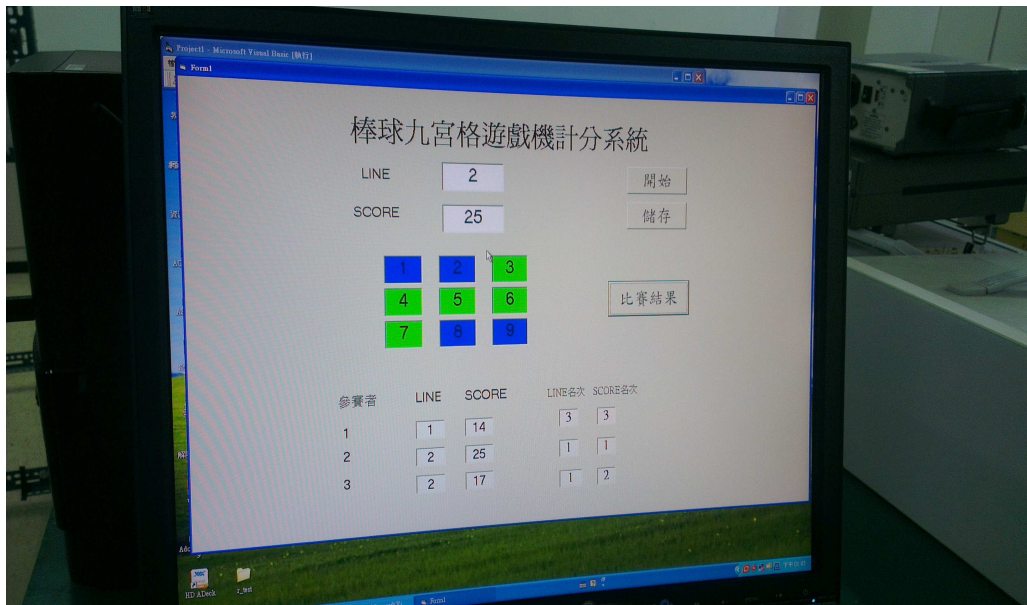 Project1 - Microsoft Visual Basic [執行]
Form1
棒球九宮格遊戲機計分系統
LINE 2 開始
SCORE 25 儲存
1 2 3
4 5 6
7 8 9
比賽結果
參賽者 LINE SCORE LINE名次 SCORE名次
1 1 14 3 3
2 2 25 1 1
3 2 17 1 2
HD ADeck r_test
Form1